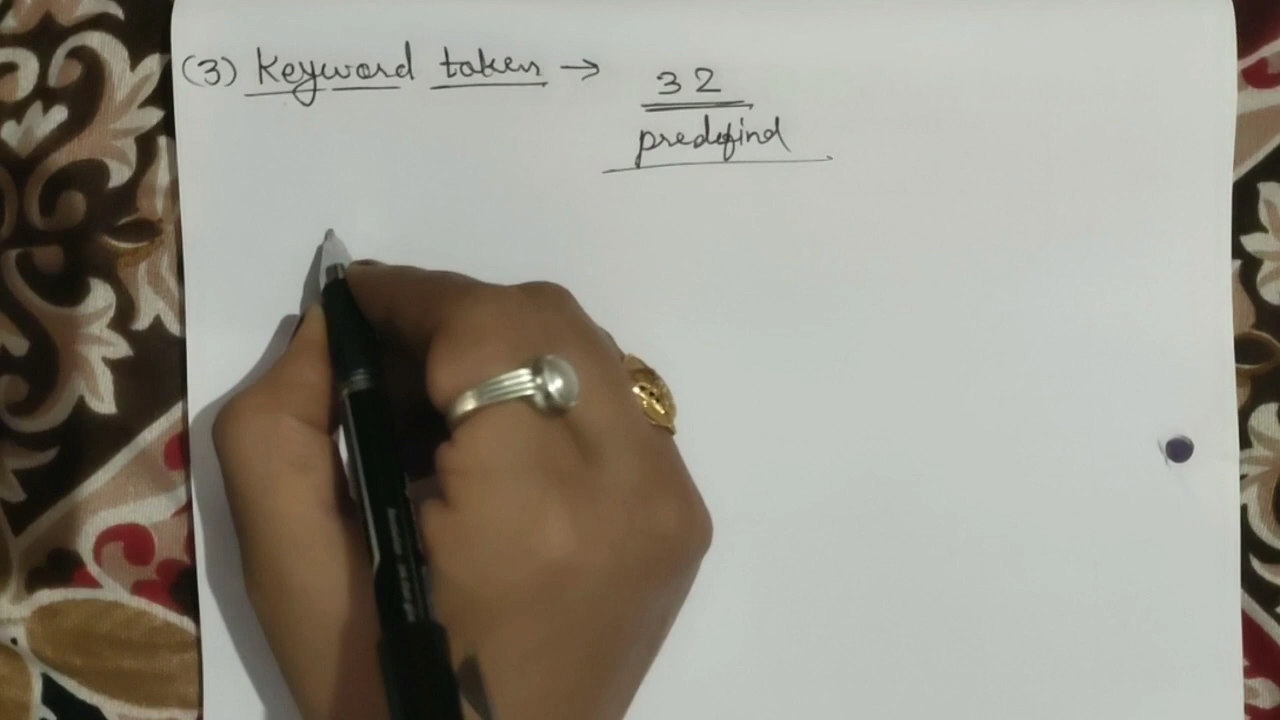 (3) Keyword token → 32
predefind